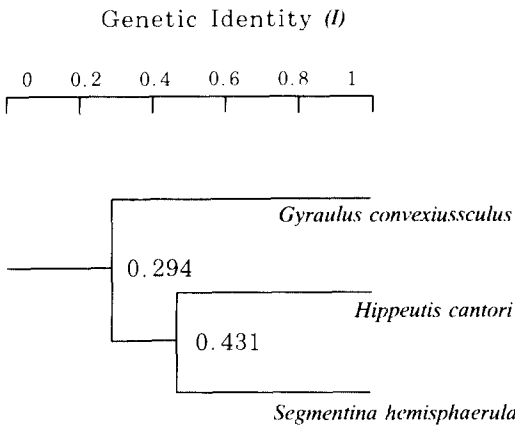 Genetic Identity (I)
0 0.2 0.4 0.6 0.8 1
Gyraulus convexiussculus
0.294
Hippeutis cantori
0.431
Segmentina hemisphaerula